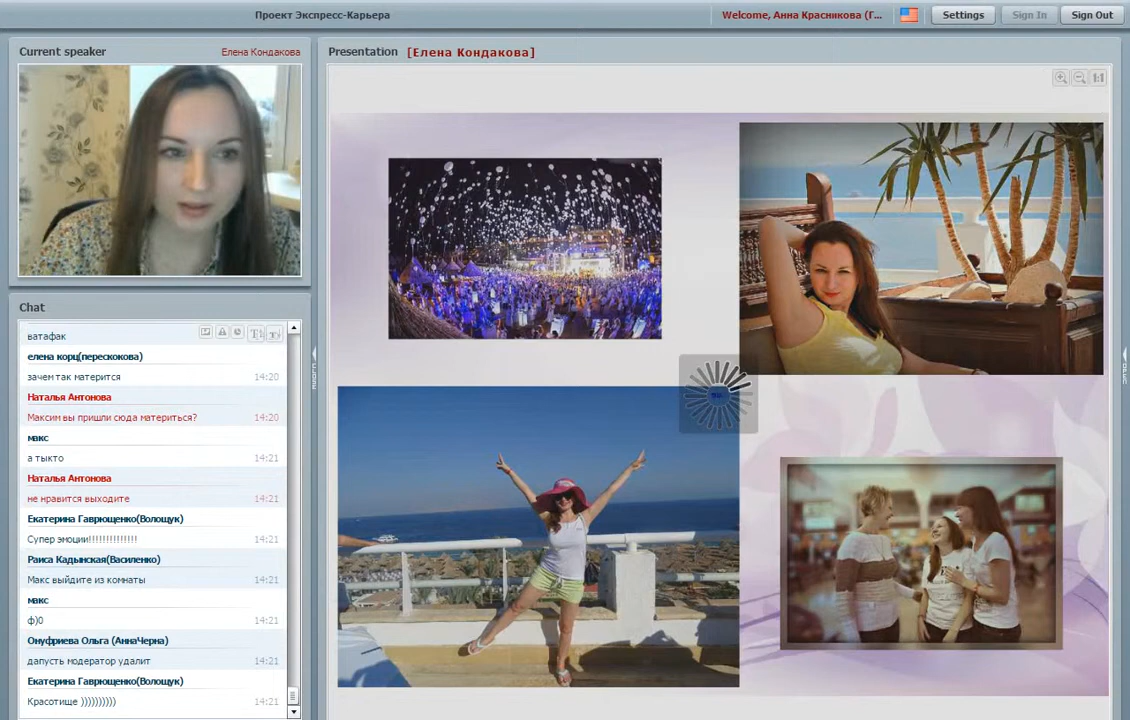 Проект Экспресс-Карьера
Welcome, Анна Красникова (Г...
Settings
Sign In
Sign Out
Current speaker
Елена Кондакова
Presentation [Елена Кондакова]
1:1
Chat
ватафак
елена корц(перескокова)
зачем так матерится 14:20
Наталья Антонова
Максим вы пришли сюда материться? 14:20
макс
а тыкто 14:21
Наталья Антонова
не нравится выходите 14:21
Екатерина Гаврющенко(Волощук)
Супер эмоции!!!!!!!!!!!!!! 14:21
Раиса Кадынская(Василенко)
Макс выйдите из комнаты 14:21
макс
ф)0 14:21
Онуфриева Ольга (АннаЧерна)
дапусть модератор удалит 14:21
Екатерина Гаврющенко(Волощук)
Красотище )))))))))) 14:21